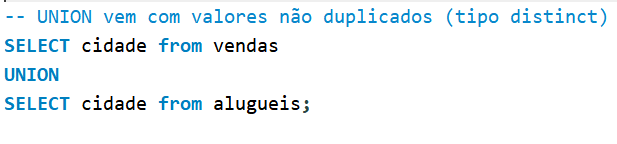 -- UNION vem com valores não duplicados (tipo distinct)
SELECT cidade from vendas
UNION
SELECT cidade from alugueis;